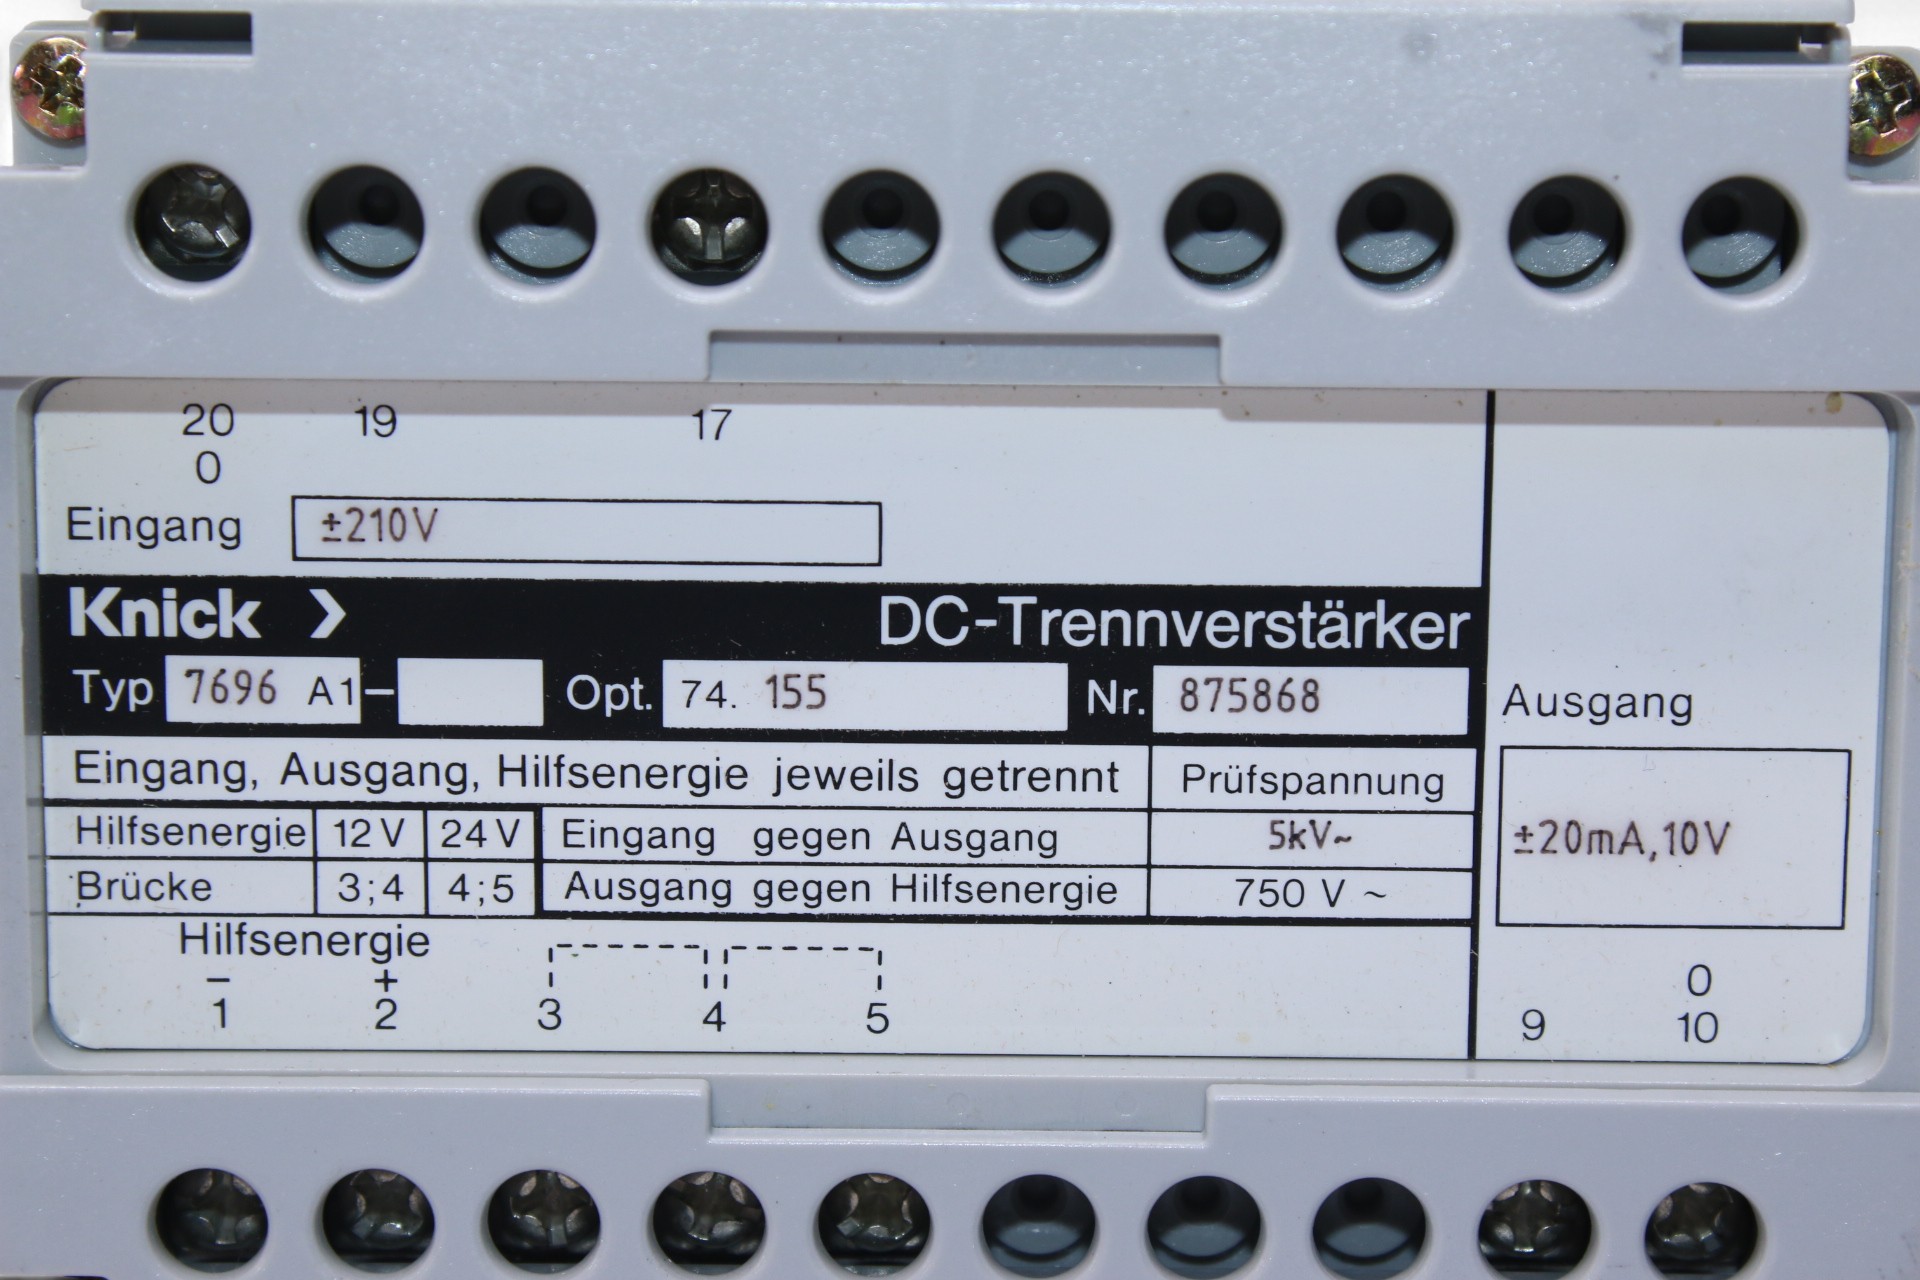 20 19 17
0
Eingang ±210V
Knick > DC-Trennverstärker
Typ 7696 A1– Opt. 74. 155 Nr. 875868
Ausgang
±20mA,10V
Eingang, Ausgang, Hilfsenergie jeweils getrennt Prüfspannung
Hilfsenergie 12 V 24 V Eingang gegen Ausgang 5kV~
Brücke 3;4 4;5 Ausgang gegen Hilfsenergie 750 V ~
Hilfsenergie
– + 0
1 2 3 4 5 9 10